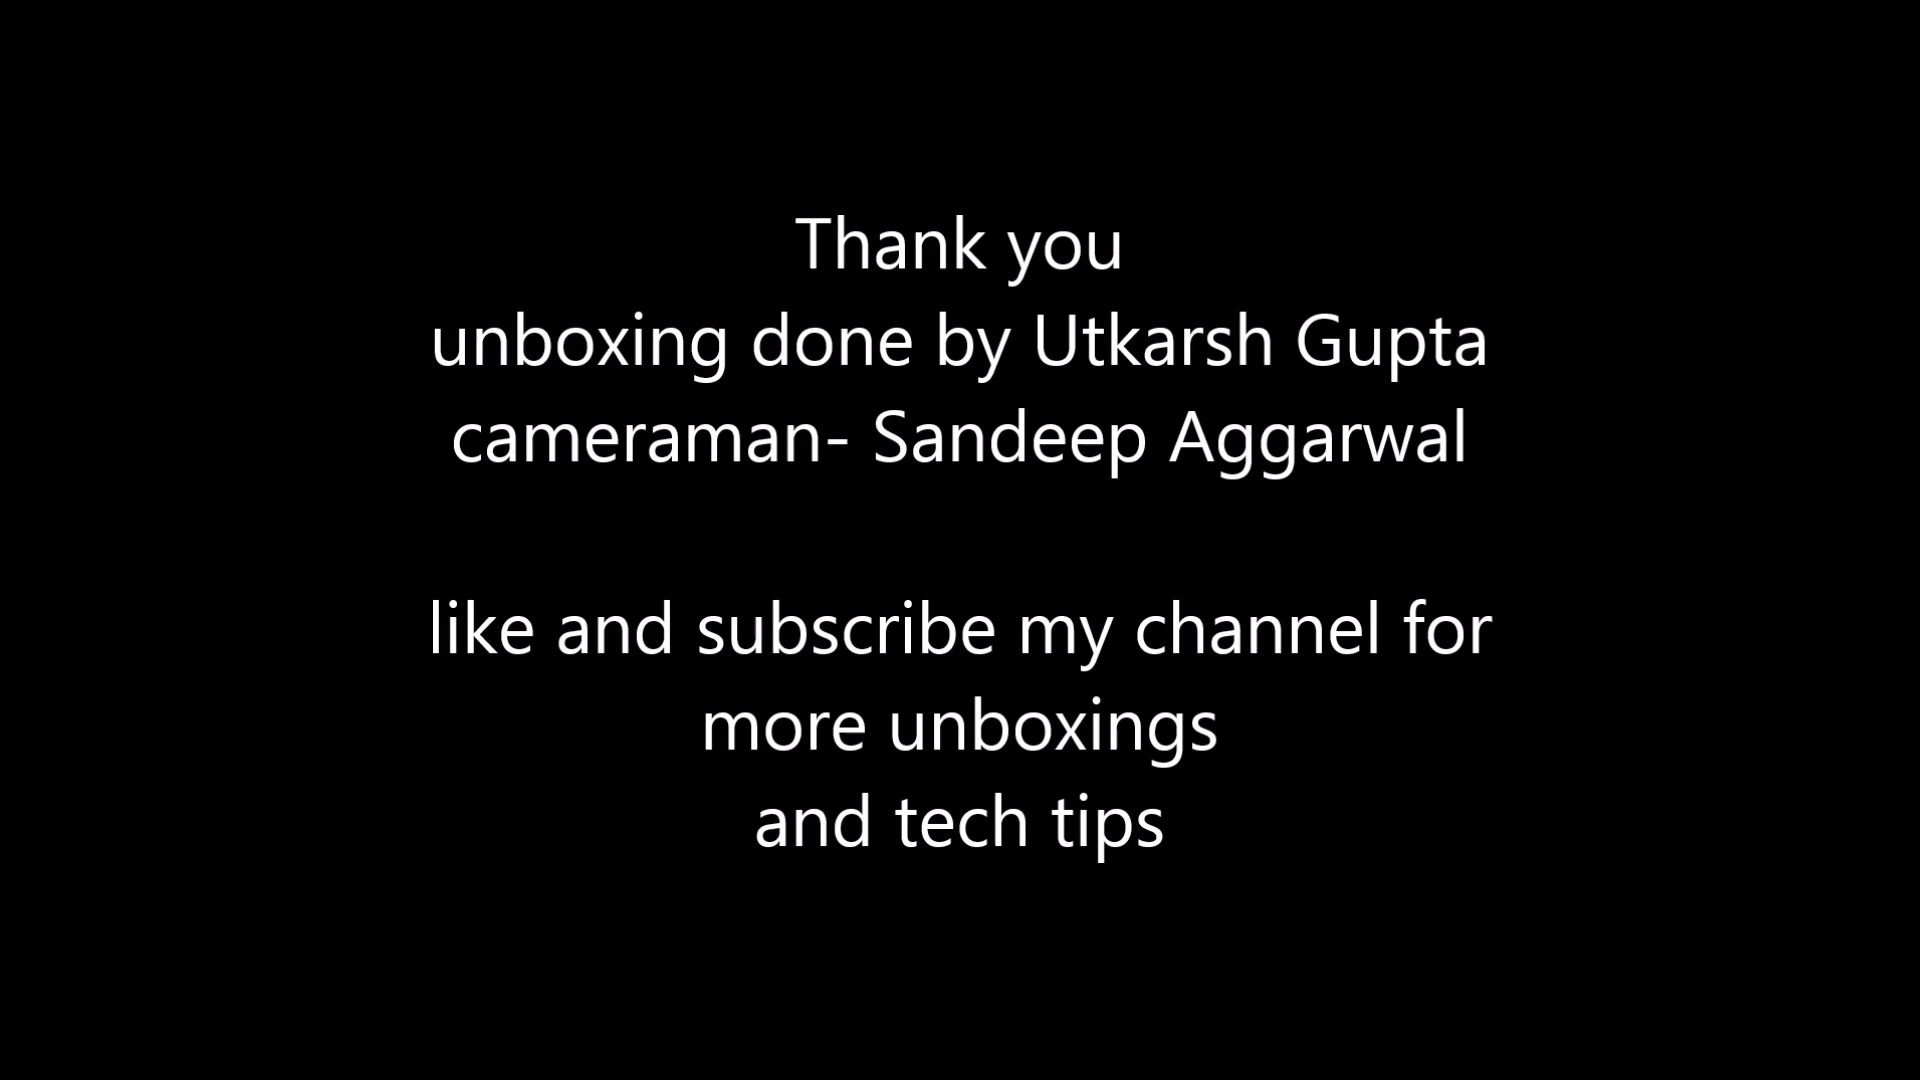 Thank you
unboxing done by Utkarsh Gupta
cameraman- Sandeep Aggarwal
like and subscribe my channel for
more unboxings
and tech tips